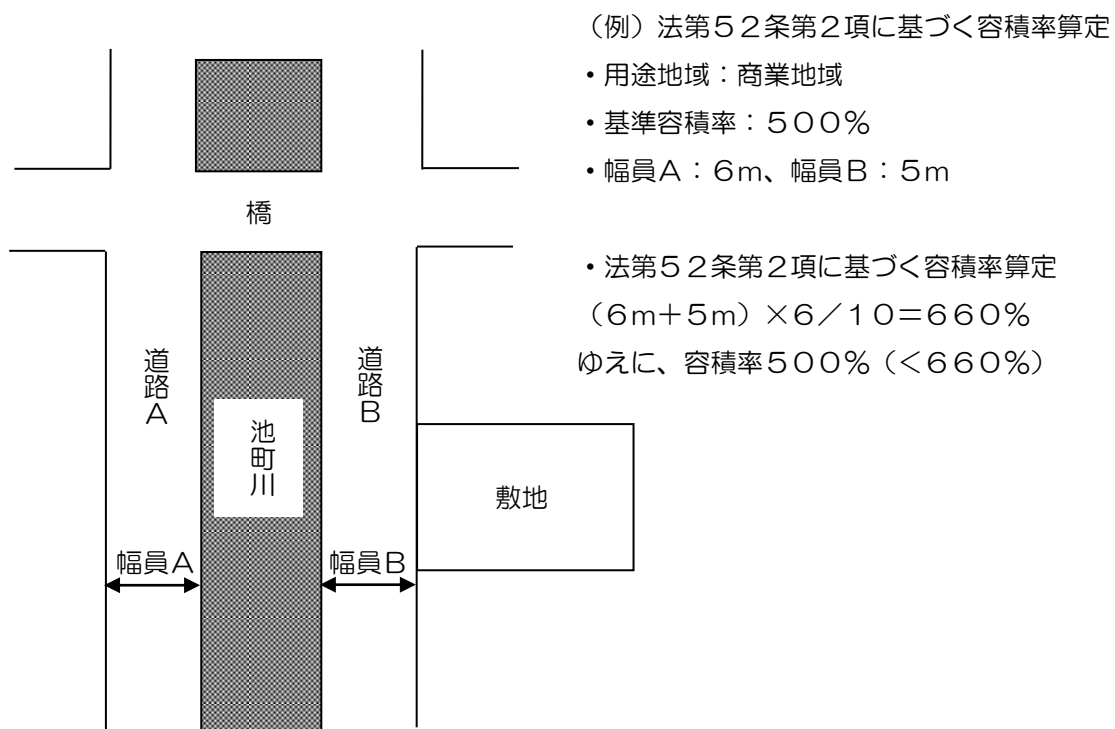 （例）法第５２条第２項に基づく容積率算定
・用途地域：商業地域
・基準容積率：５００％
・幅員Ａ：６ｍ、幅員Ｂ：５ｍ
・法第５２条第２項に基づく容積率算定
（６ｍ＋５ｍ）×６／１０＝６６０％
ゆえに、容積率５００％（＜６６０％）
橋
道路Ａ
池町川
道路Ｂ
敷地
幅員Ａ
幅員Ｂ